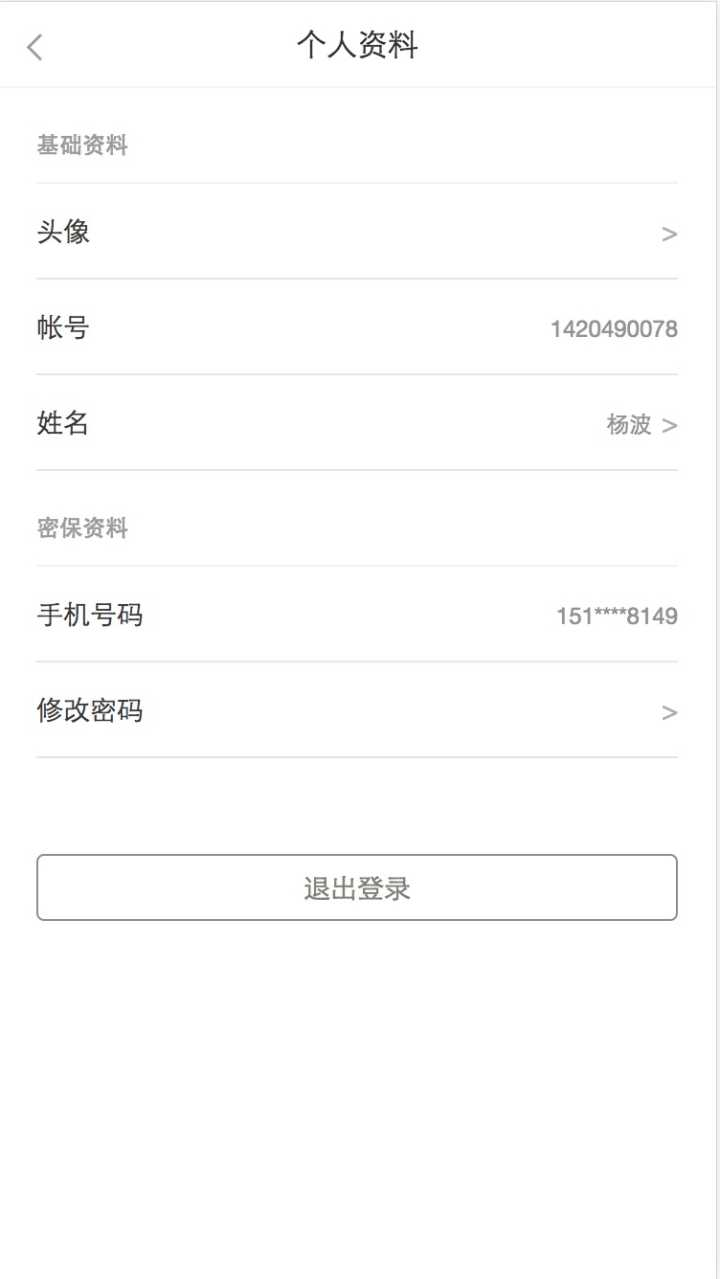 个人资料
基础资料
头像 >
帐号 1420490078
姓名 杨波 >
密保资料
手机号码 151****8149
修改密码 >
退出登录